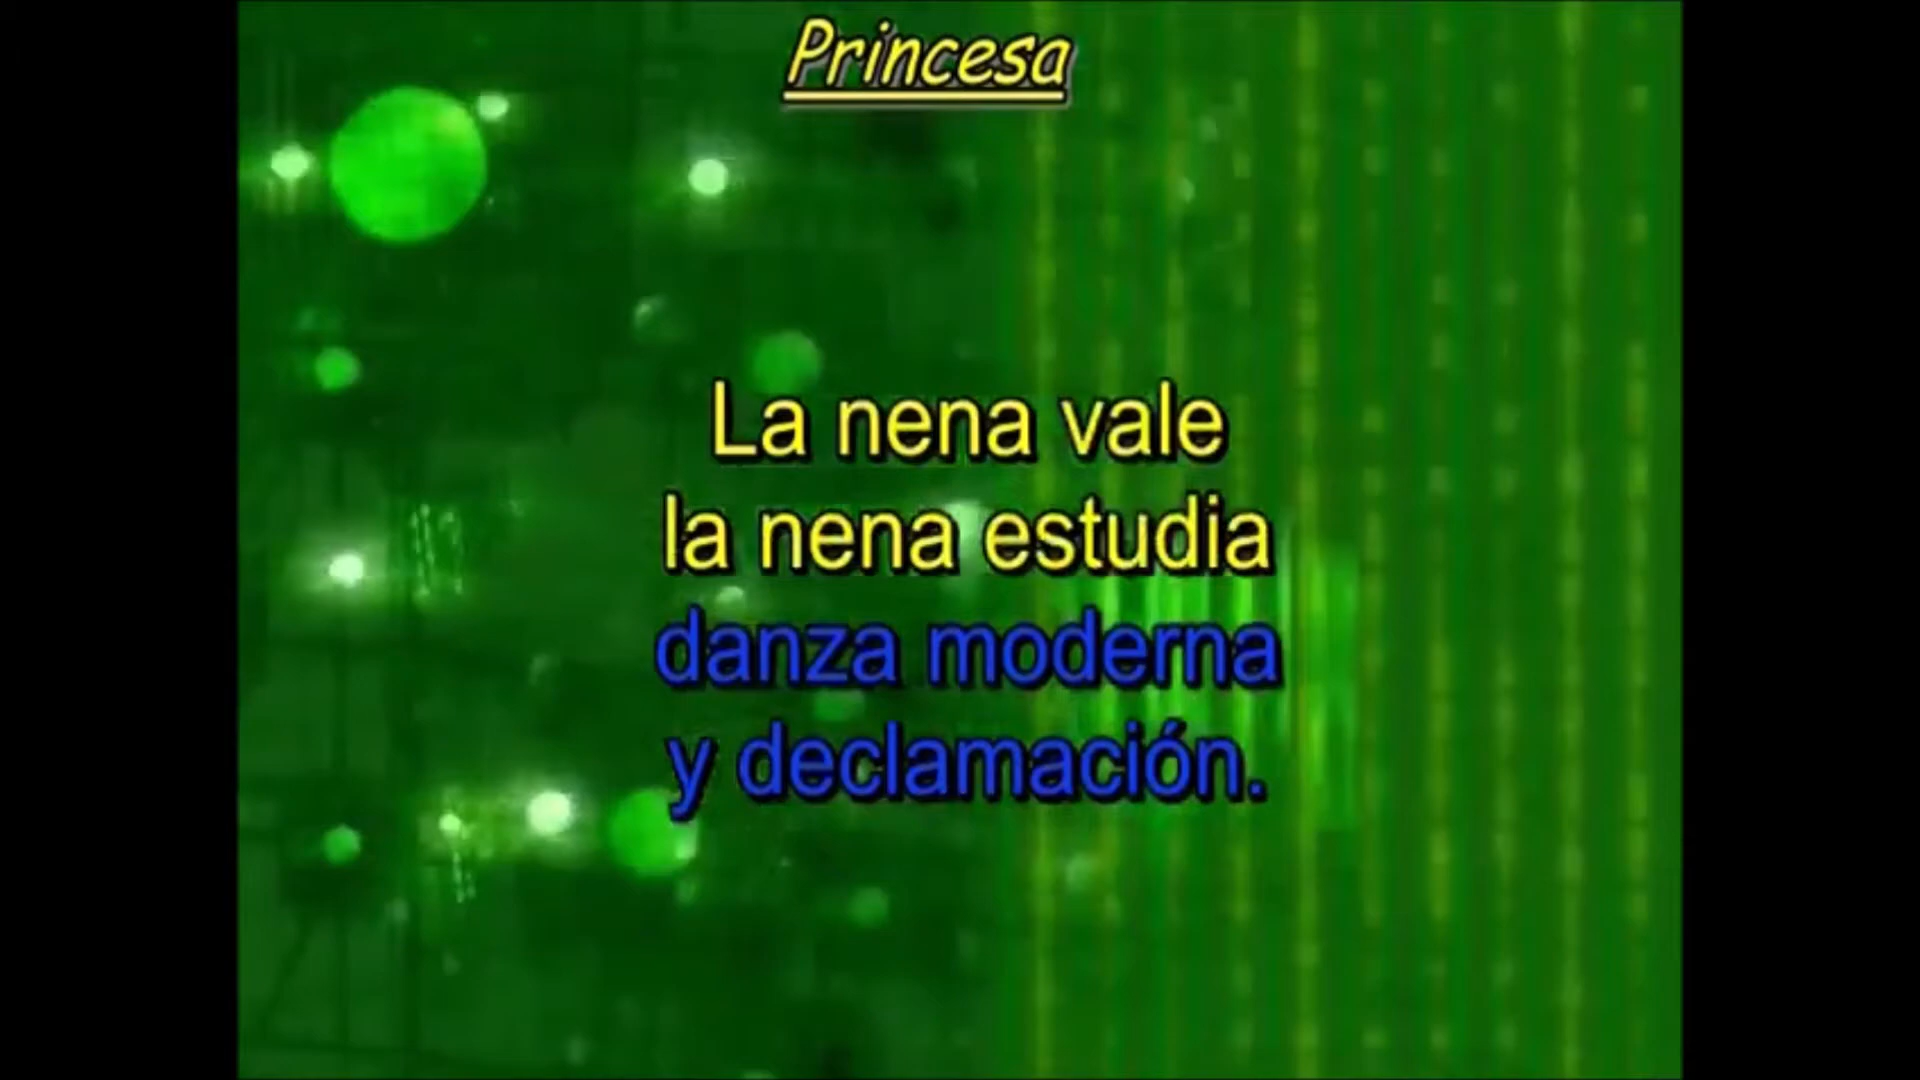 Princesa
La nena vale
la nena estudia
danza moderna
y declamación.